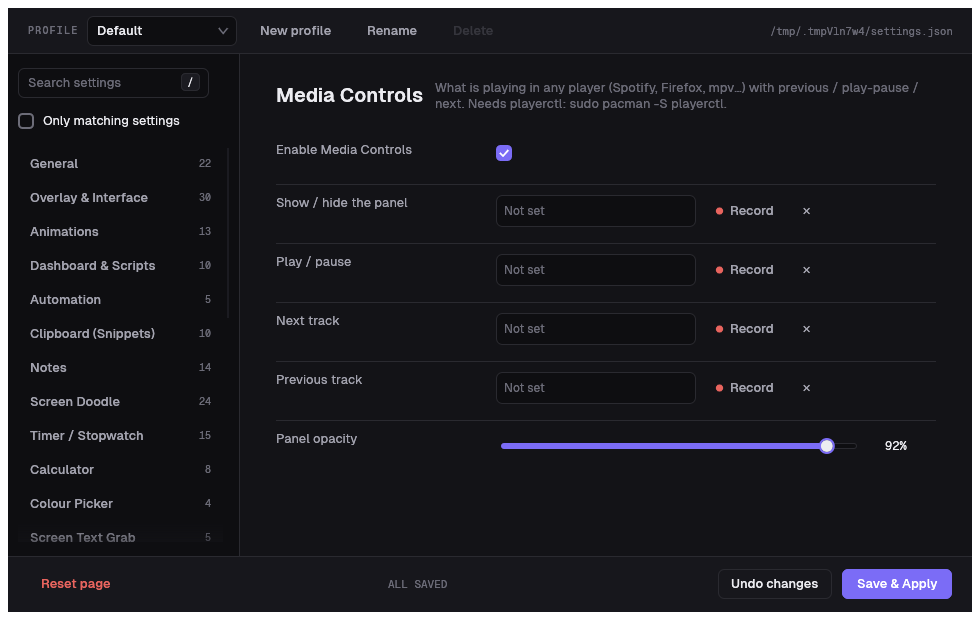 PROFILE Default New profile Rename Delete /tmp/.tmpVln7w4/settings.json
Search settings /
Only matching settings
General 22
Overlay & Interface 30
Animations 13
Dashboard & Scripts 10
Automation 5
Clipboard (Snippets) 10
Notes 14
Screen Doodle 24
Timer / Stopwatch 15
Calculator 8
Colour Picker 4
Screen Text Grab 5
Media Controls
What is playing in any player (Spotify, Firefox, mpv…) with previous / play-pause /
next. Needs playerctl: sudo pacman -S playerctl.
Enable Media Controls
Show / hide the panel Not set Record ×
Play / pause Not set Record ×
Next track Not set Record ×
Previous track Not set Record ×
Panel opacity 92%
Reset page ALL SAVED Undo changes Save & Apply